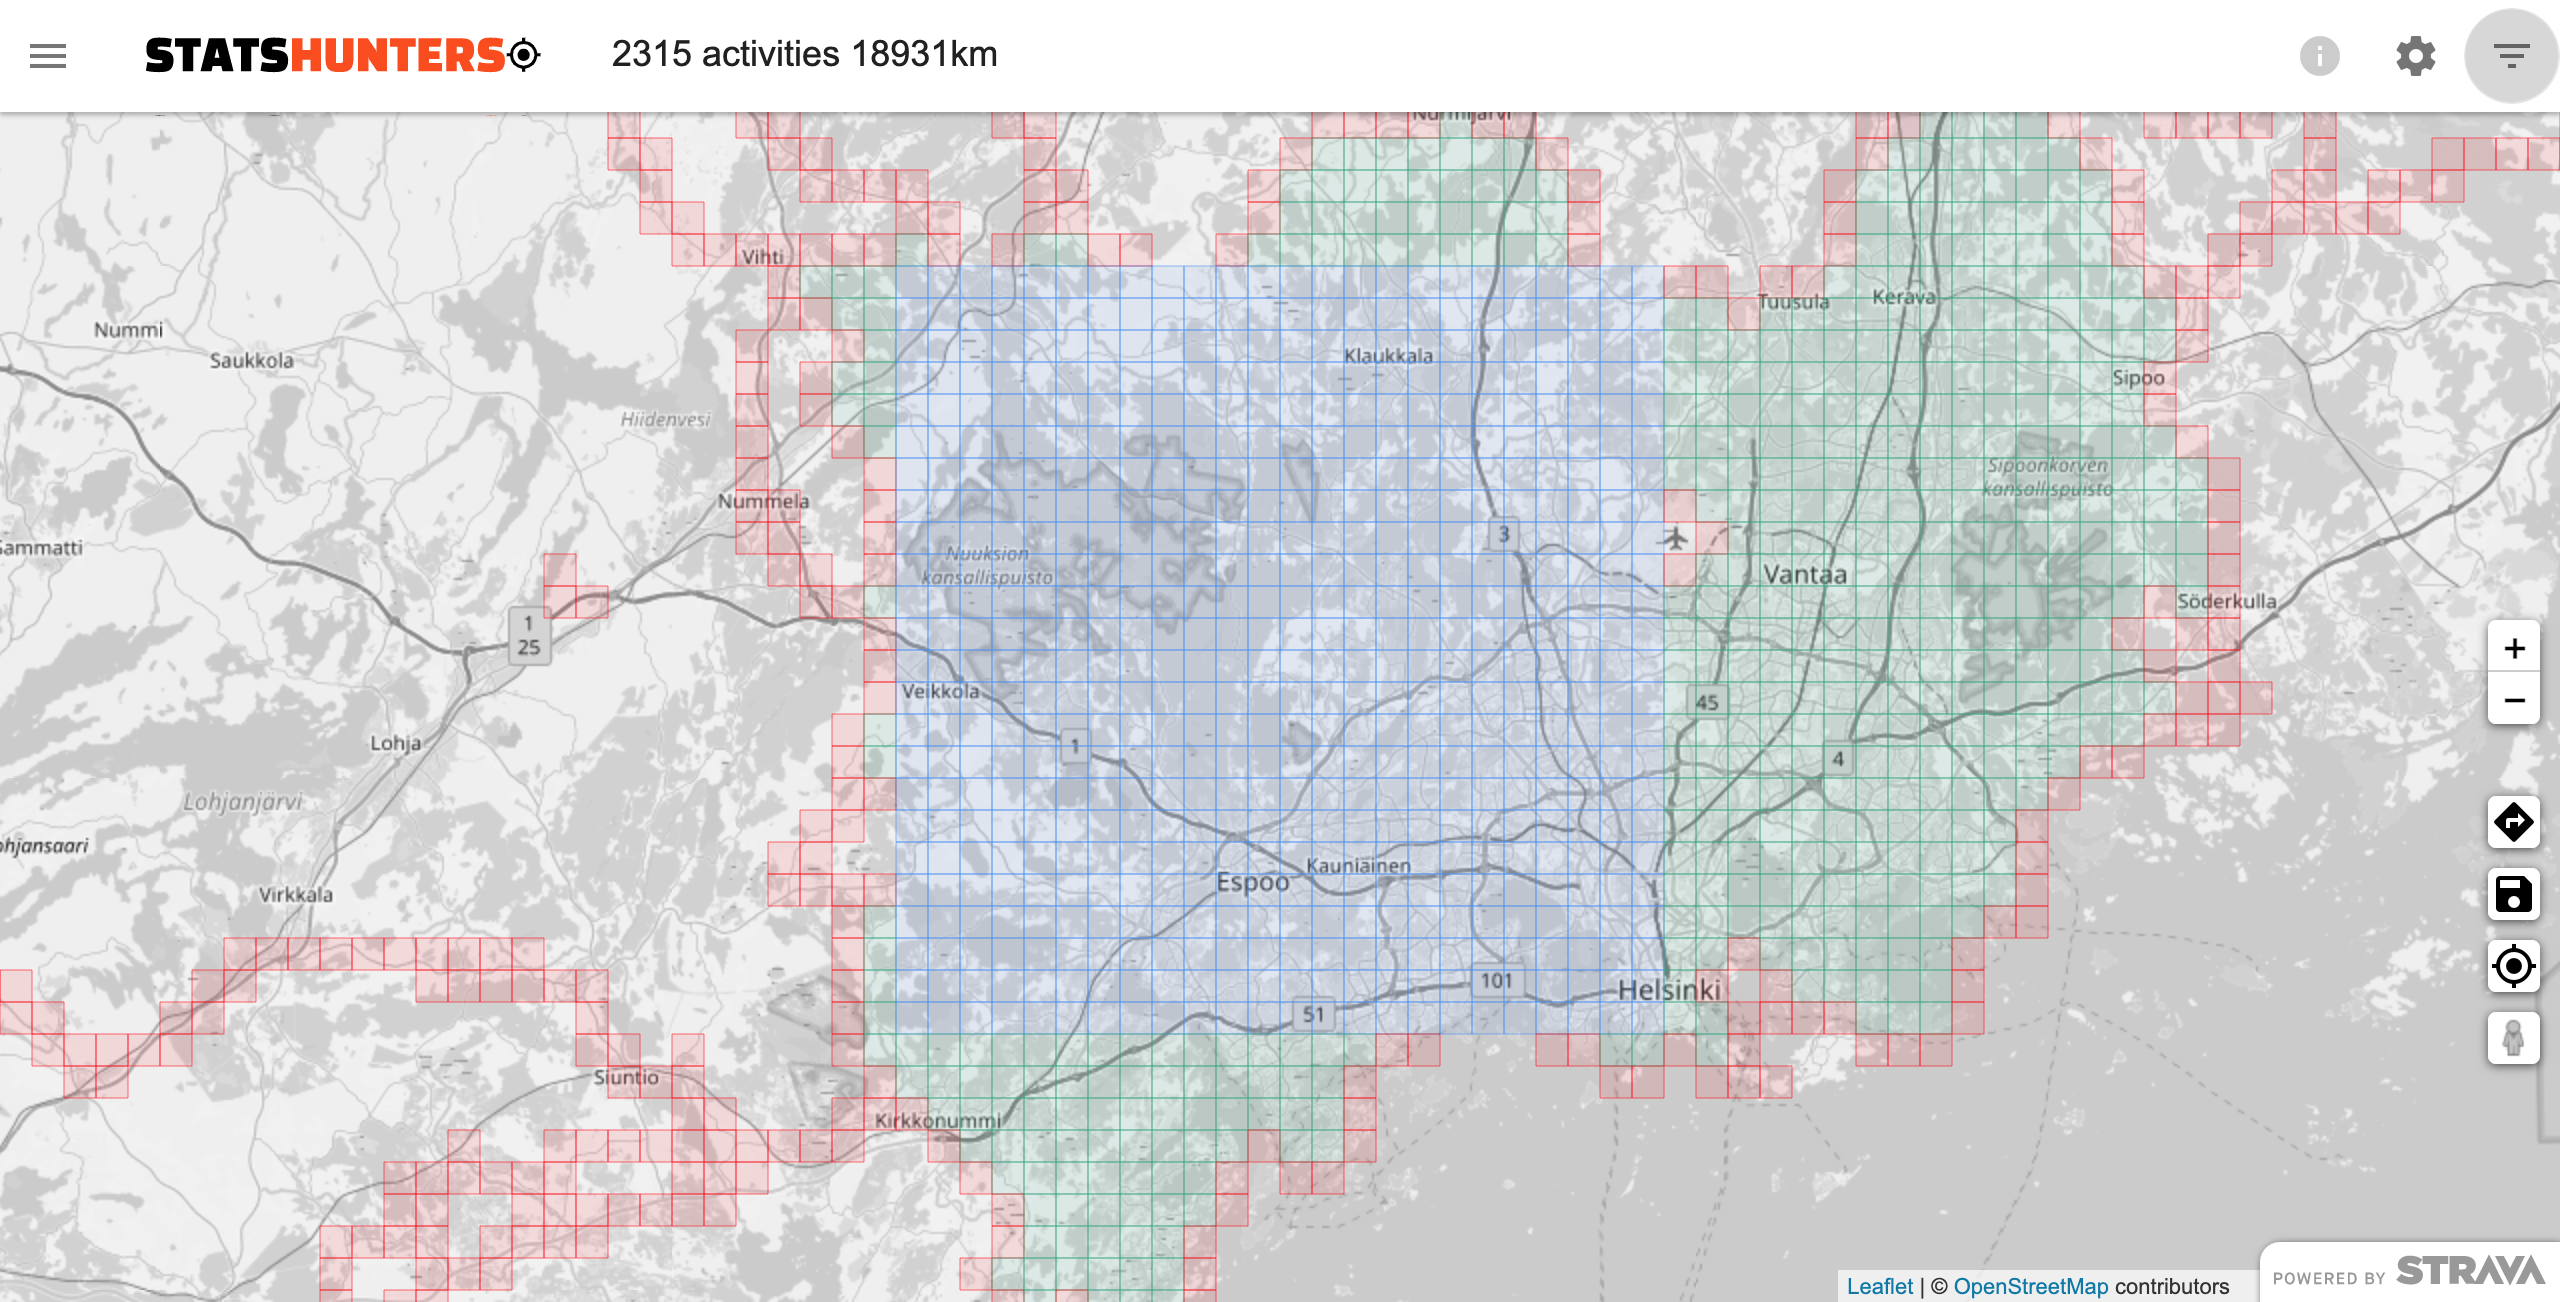 STATSHUNTERS
2315 activities 18931km
Nurmijärvi
Vihti
Tuusula
Kerava
Nummi
Saukkola
Klaukkala
Sipoo
Hiidenvesi
Sipoonkorven
kansallispuisto
Nummela
3
Sammatti
Nuuksion
kansallispuisto
Vantaa
Söderkulla
1
25
+
−
Veikkola
45
Lohja
1
4
Lohjanjärvi
Lohjansaari
Kauniainen
Espoo
Virkkala
101
Helsinki
51
Siuntio
Kirkkonummi
POWERED BY STRAVA
Leaflet | © OpenStreetMap contributors